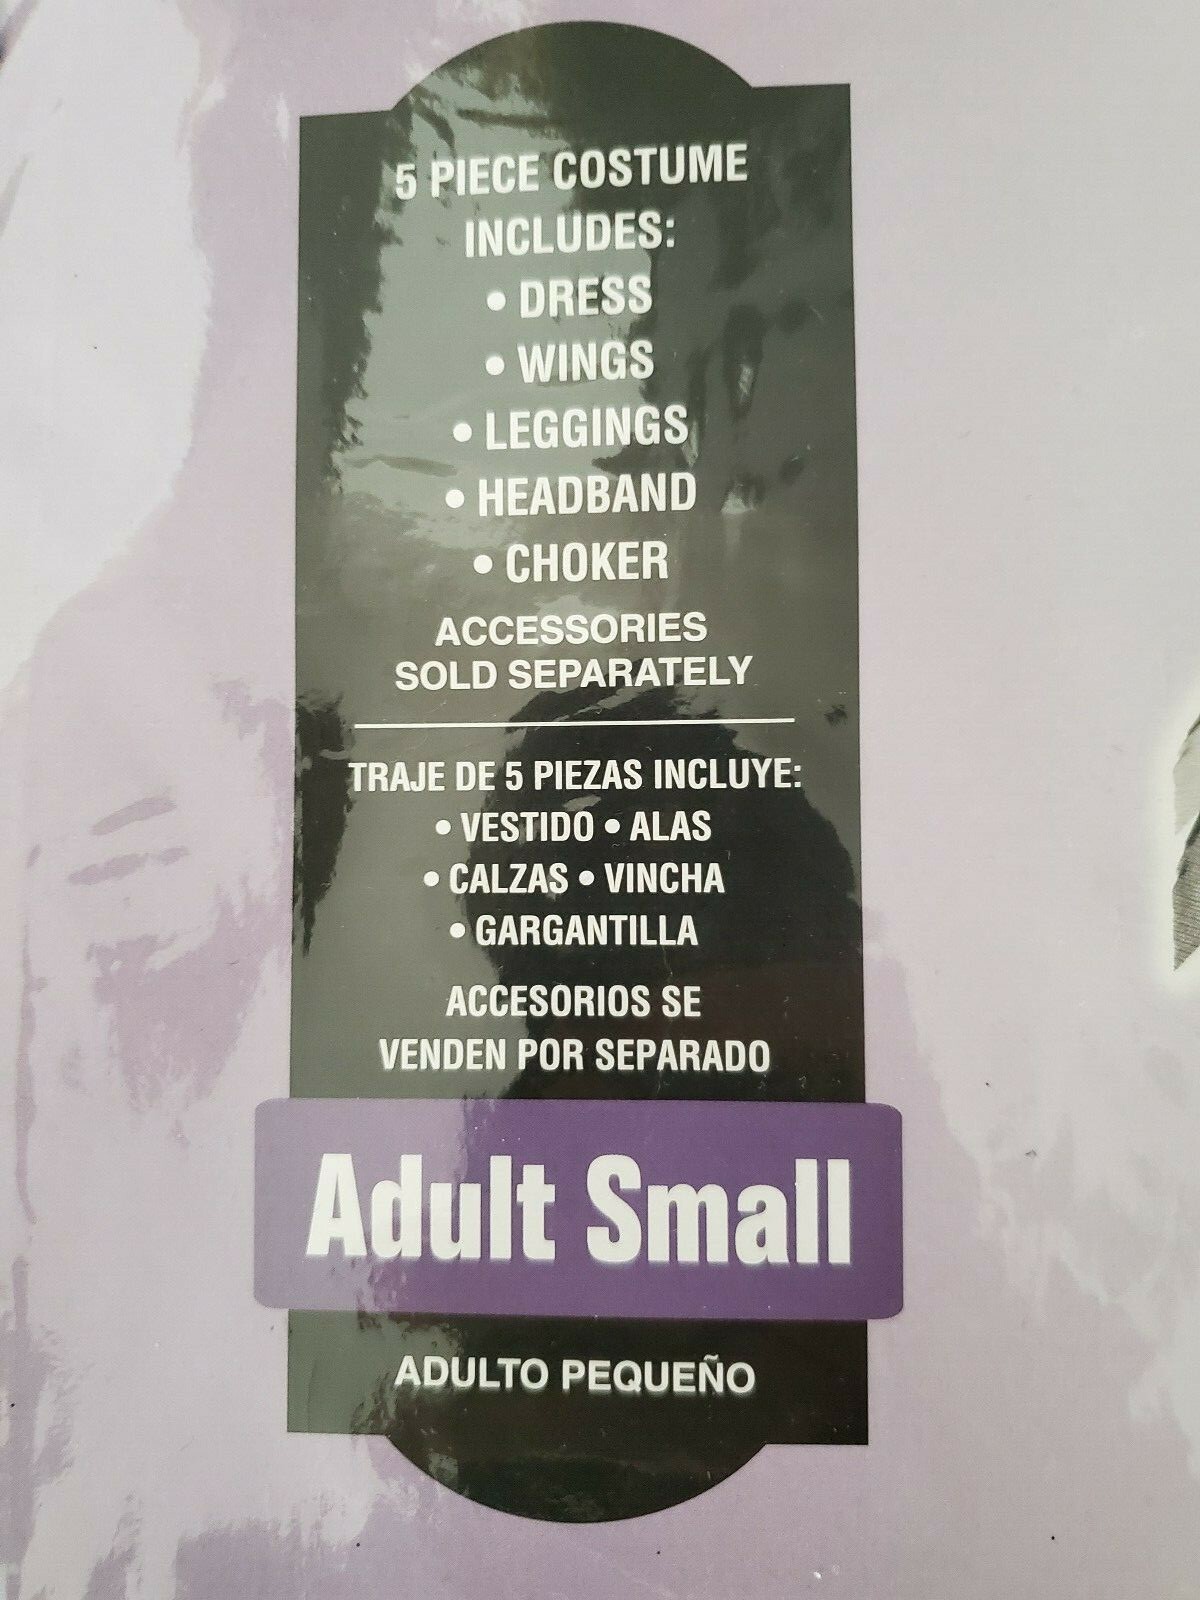 5 PIECE COSTUME
INCLUDES:
• DRESS
• WINGS
• LEGGINGS
• HEADBAND
• CHOKER
ACCESSORIES
SOLD SEPARATELY
TRAJE DE 5 PIEZAS INCLUYE:
• VESTIDO • ALAS
• CALZAS • VINCHA
• GARGANTILLA
ACCESORIOS SE
VENDEN POR SEPARADO
Adult Small
ADULTO PEQUEÑO